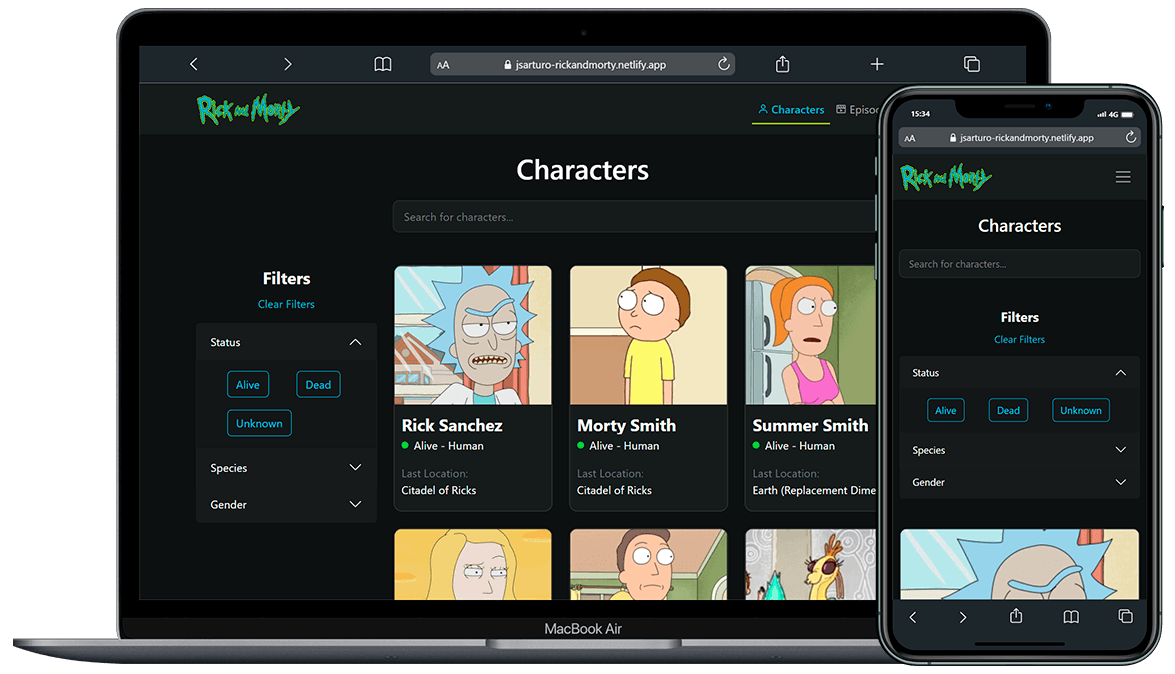 AA jsarturo-rickandmorty.netlify.app
Rick and Morty
Characters
Episo
Characters
Search for characters...
Filters
Clear Filters
Status
Alive
Dead
Unknown
Species
Gender
Rick Sanchez
Alive - Human
Last Location:
Citadel of Ricks
Morty Smith
Alive - Human
Last Location:
Citadel of Ricks
Summer Smith
Alive - Human
Last Location:
Earth (Replacement Dime
MacBook Air
15:34
4G
AA jsarturo-rickandmorty.netlify.app
Rick and Morty
Characters
Search for characters...
Filters
Clear Filters
Status
Alive
Dead
Unknown
Species
Gender